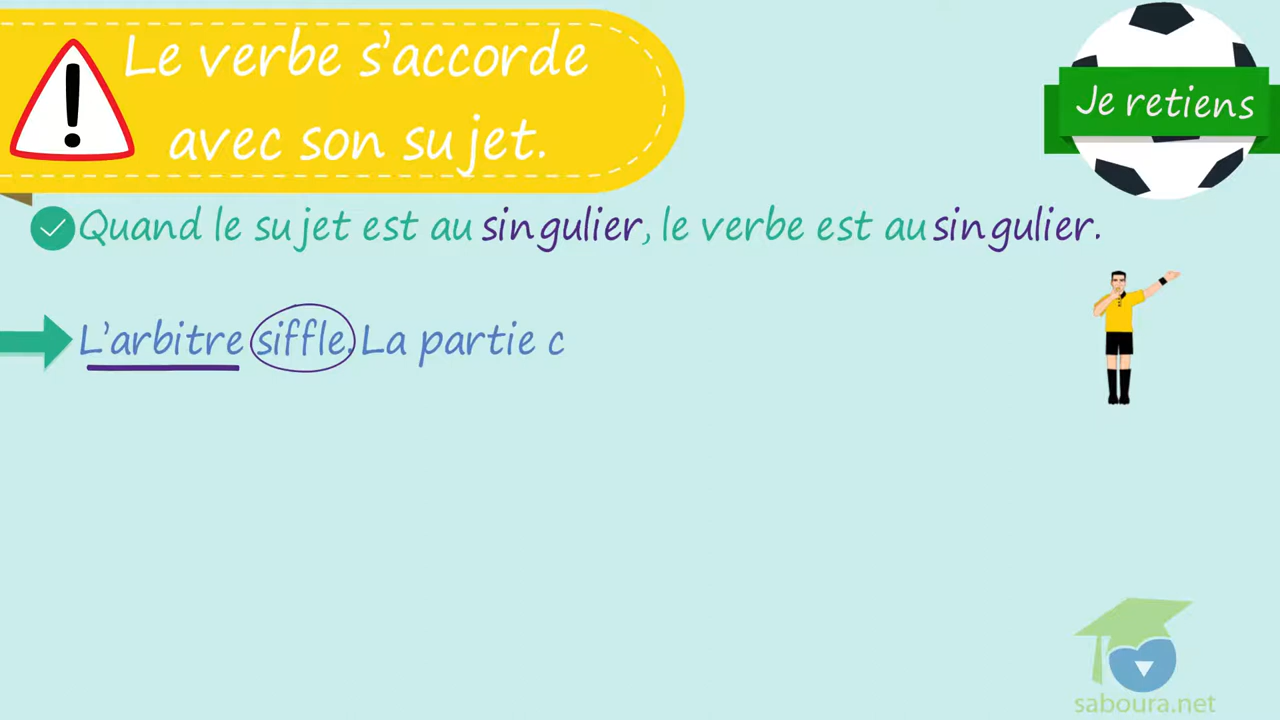 Le verbe s'accorde
avec son sujet.
Je retiens
Quand le sujet est au singulier, le verbe est au singulier.
L'arbitre siffle. La partie c
saboura.net